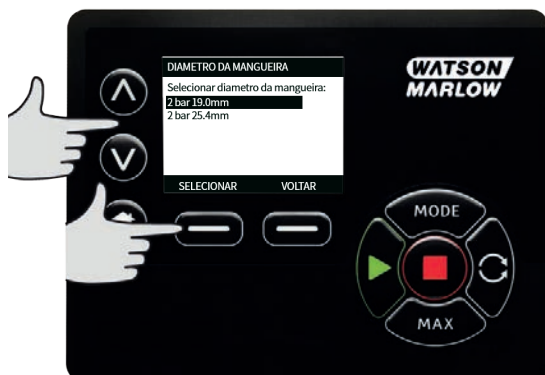 DIAMETRO DA MANGUEIRA
WATSON
MARLOW
Selecionar diametro da mangueira:
2 bar 19.0mm
2 bar 25.4mm
SELECIONAR VOLTAR
MODE
MAX